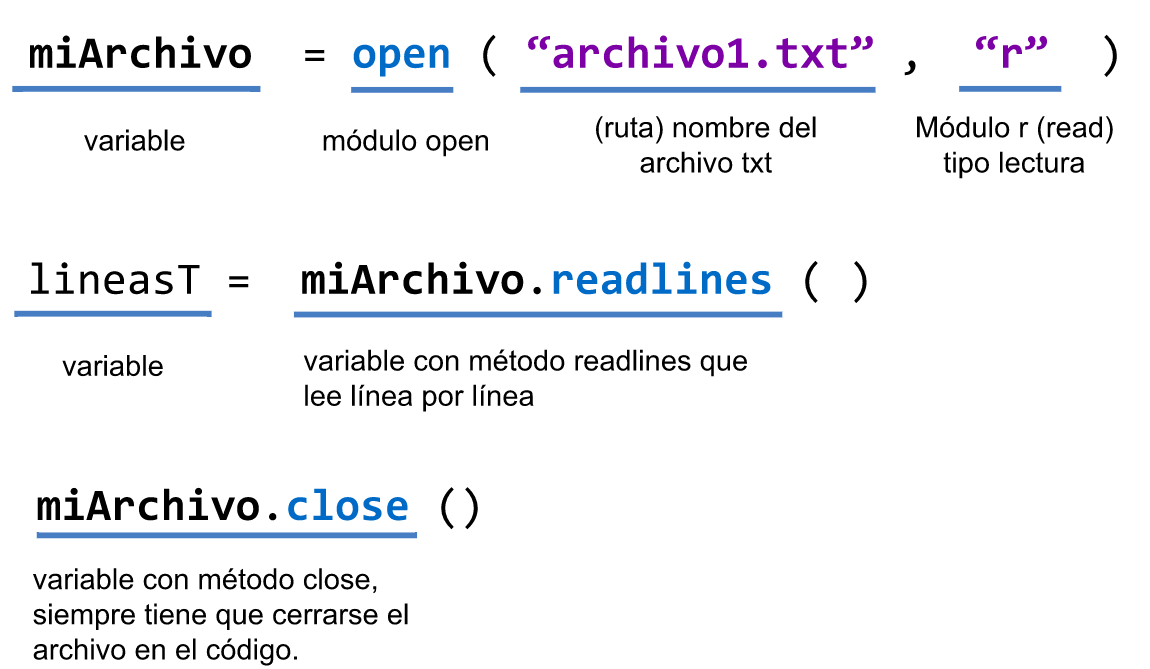 miArchivo = open ( “archivo1.txt” , “r” )
variable módulo open (ruta) nombre del Módulo r (read)
archivo txt tipo lectura
lineasT = miArchivo.readlines ( )
variable variable con método readlines que
lee línea por línea
miArchivo.close ()
variable con método close,
siempre tiene que cerrarse el
archivo en el código.